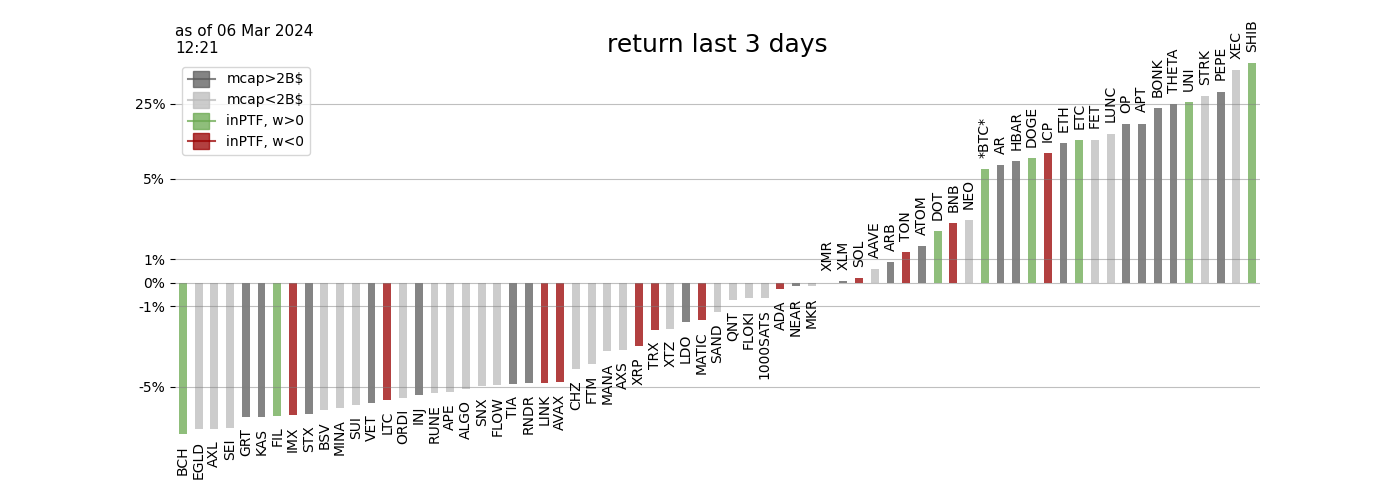 as of 06 Mar 2024
12:21
return last 3 days
mcap>2B$
mcap<2B$
inPTF, w>0
inPTF, w<0
25%
5%
1%
0%
-1%
-5%
BCH
EGLD
AXL
SEI
GRT
KAS
FIL
IMX
STX
BSV
MINA
SUI
VET
LTC
ORDI
INJ
RUNE
APE
ALGO
SNX
FLOW
TIA
RNDR
LINK
AVAX
CHZ
FTM
MANA
AXS
XRP
TRX
XTZ
LDO
MATIC
SAND
QNT
FLOKI
1000SATS
ADA
NEAR
MKR
XMR
XLM
SOL
AAVE
ARB
TON
ATOM
DOT
BNB
NEO
*BTC*
AR
HBAR
DOGE
ICP
ETH
ETC
FET
LUNC
OP
APT
BONK
THETA
UNI
STRK
PEPE
XEC
SHIB